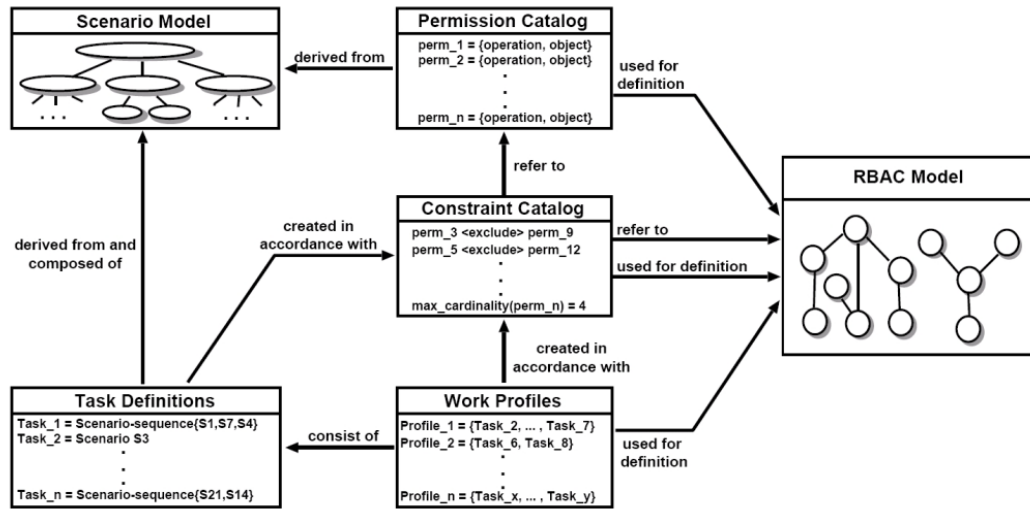 Scenario Model
. . .
. . .
derived from
Permission Catalog
perm_1 = {operation, object}
perm_2 = {operation, object}
.
.
.
perm_n = {operation, object}
used for
definition
refer to
RBAC Model
derived from and
composed of
created in
accordance with
Constraint Catalog
perm_3 <exclude> perm_9
perm_5 <exclude> perm_12
.
.
.
max_cardinality(perm_n) = 4
refer to
used for definition
created in
accordance with
Task Definitions
Task_1 = Scenario-sequence{S1,S7,S4}
Task_2 = Scenario S3
.
.
.
Task_n = Scenario-sequence{S21,S14}
consist of
Work Profiles
Profile_1 = {Task_2, ... , Task_7}
Profile_2 = {Task_6, Task_8}
.
.
.
Profile_n = {Task_x, ... , Task_y}
used for
definition